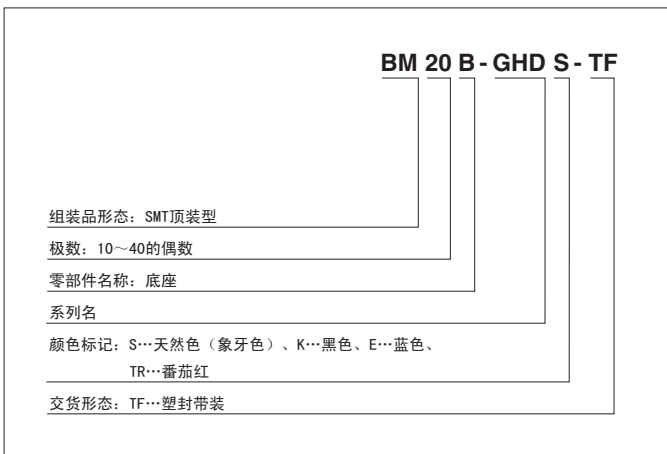 BM 20 B - GHD S - TF
组装品形态：SMT顶装型
极数：10～40的偶数
零部件名称：底座
系列名
颜色标记：S…天然色（象牙色）、K…黑色、E…蓝色、
TR…番茄红
交货形态：TF…塑封带装